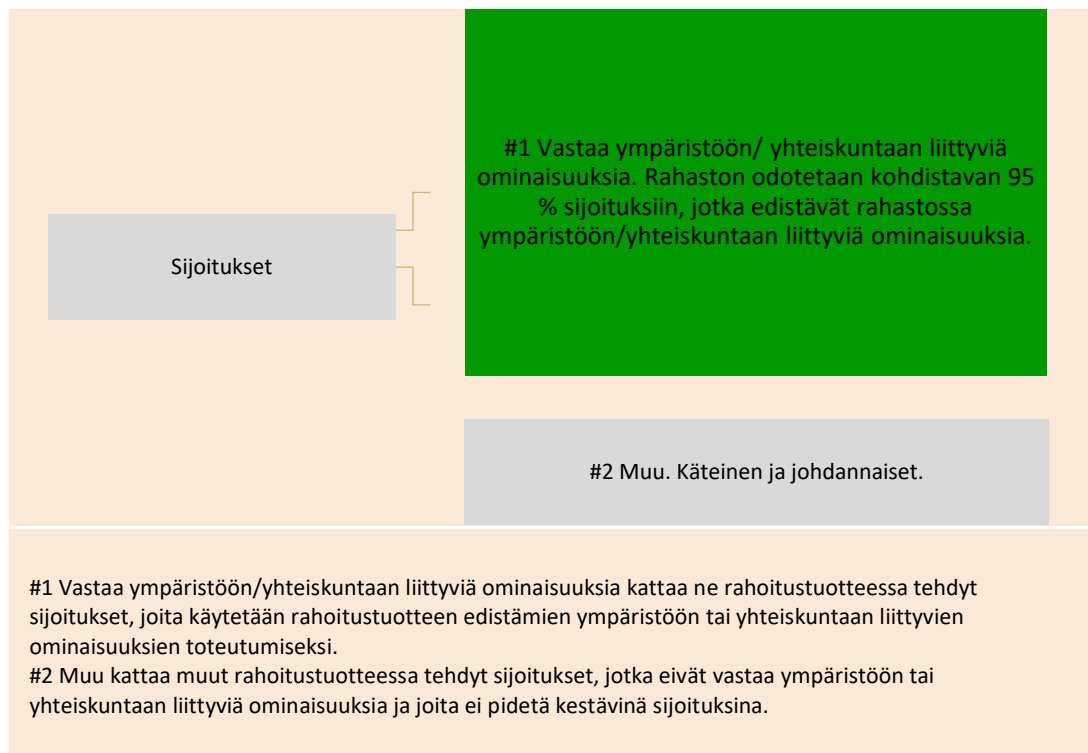 #1 Vastaa ympäristöön/ yhteiskuntaan liittyviä
ominaisuuksia. Rahaston odotetaan kohdistavan 95
% sijoituksiin, jotka edistävät rahastossa
ympäristöön/yhteiskuntaan liittyviä ominaisuuksia.
Sijoitukset
#2 Muu. Käteinen ja johdannaiset.
#1 Vastaa ympäristöön/yhteiskuntaan liittyviä ominaisuuksia kattaa ne rahoitustuotteessa tehdyt
sijoitukset, joita käytetään rahoitustuotteen edistämien ympäristöön tai yhteiskuntaan liittyvien
ominaisuuksien toteutumiseksi.
#2 Muu kattaa muut rahoitustuotteessa tehdyt sijoitukset, jotka eivät vastaa ympäristöön tai
yhteiskuntaan liittyviä ominaisuuksia ja joita ei pidetä kestävinä sijoituksina.